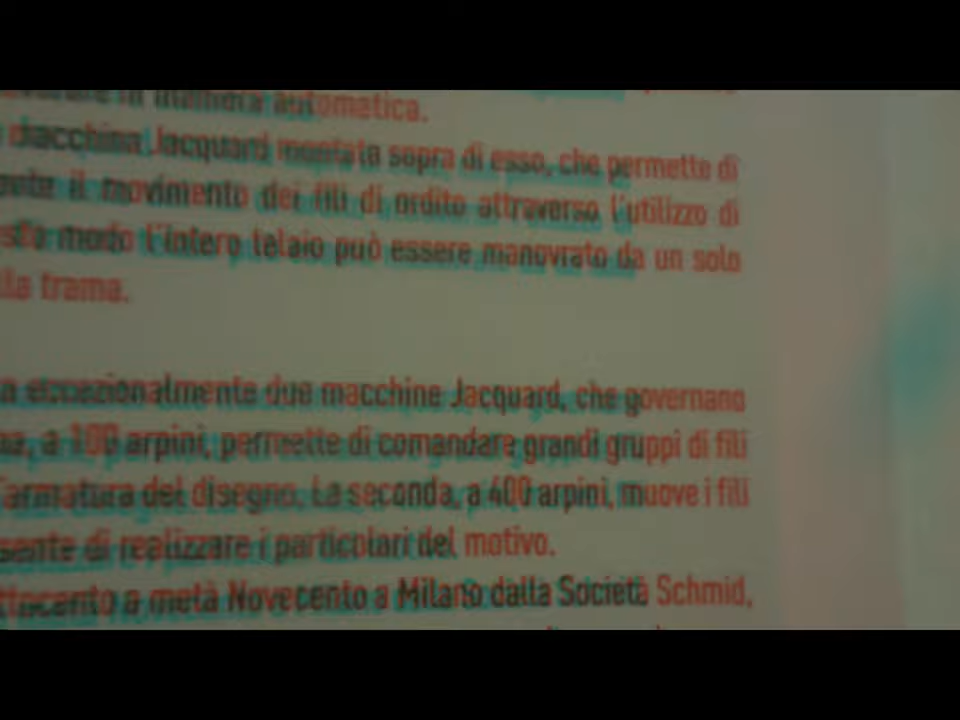 in maniera automatica.
macchina Jacquard montata sopra di esso, che permette di
il movimento dei fili di ordito attraverso l'utilizzo di
modo l'intero telaio può essere manovrato da un solo
trama.
eccezionalmente due macchine Jacquard, che governano
a 100 arpini, permette di comandare grandi gruppi di fili
l'armatura del disegno. La seconda, a 400 arpini, muove i fili
di realizzare i particolari del motivo.
a metà Novecento a Milano dalla Società Schmid,